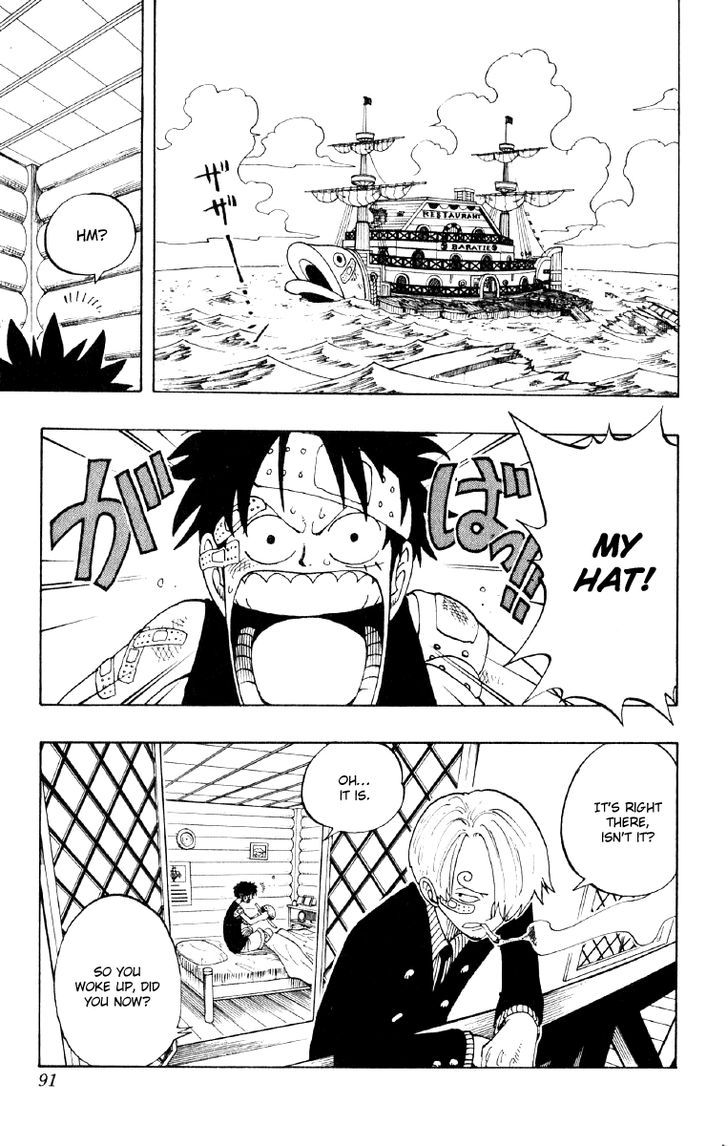 ザザ
ザ
RESTAURANT
BARATIE
HM?
がばっ!!
MY
HAT!
IT'S RIGHT
THERE,
ISN'T IT?
OH...
IT IS.
SO YOU
WOKE UP, DID
YOU NOW?
91